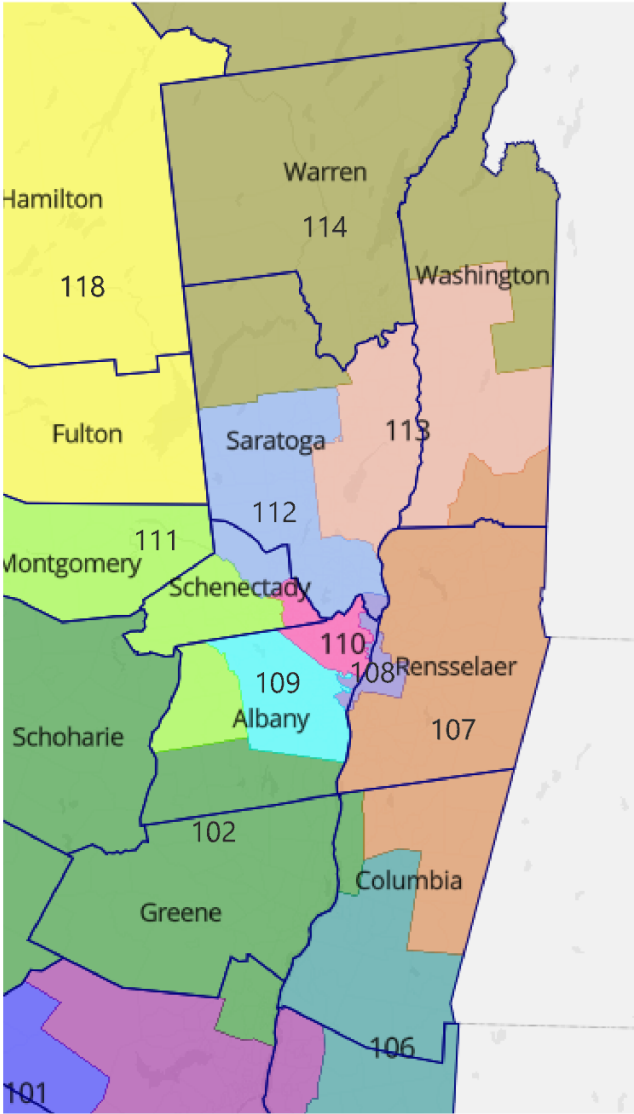 Warren
Hamilton
114
Washington
118
113
Fulton
Saratoga
112
111
Montgomery
Schenectady
110
108
Rensselaer
109
Albany
107
Schoharie
102
Columbia
Greene
106
101